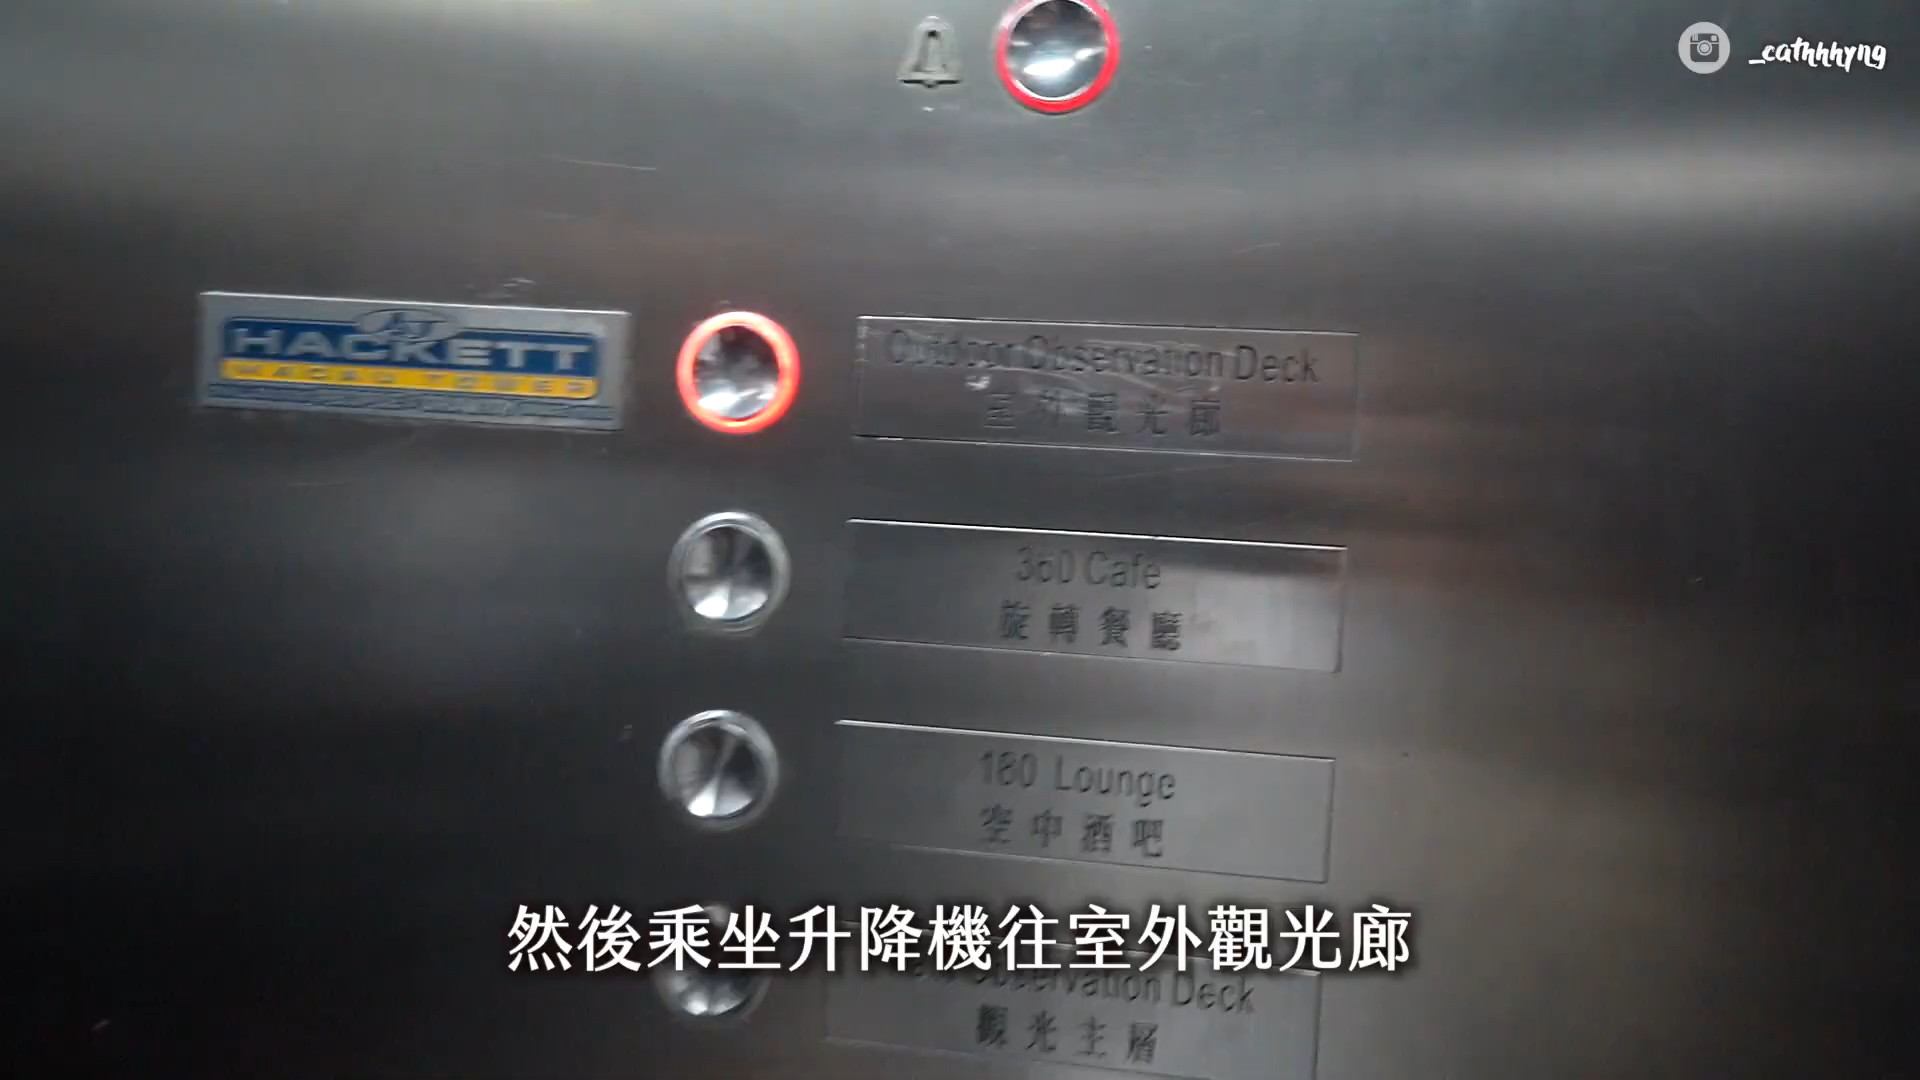 _cathhhyng
AJ HACKETT
MACAU TOWER
Outdoor Observation Deck
室外觀光廊
360 Cafe
旋轉餐廳
180 Lounge
空中酒吧
然後乘坐升降機往室外觀光廊
Observation Deck
觀光主層